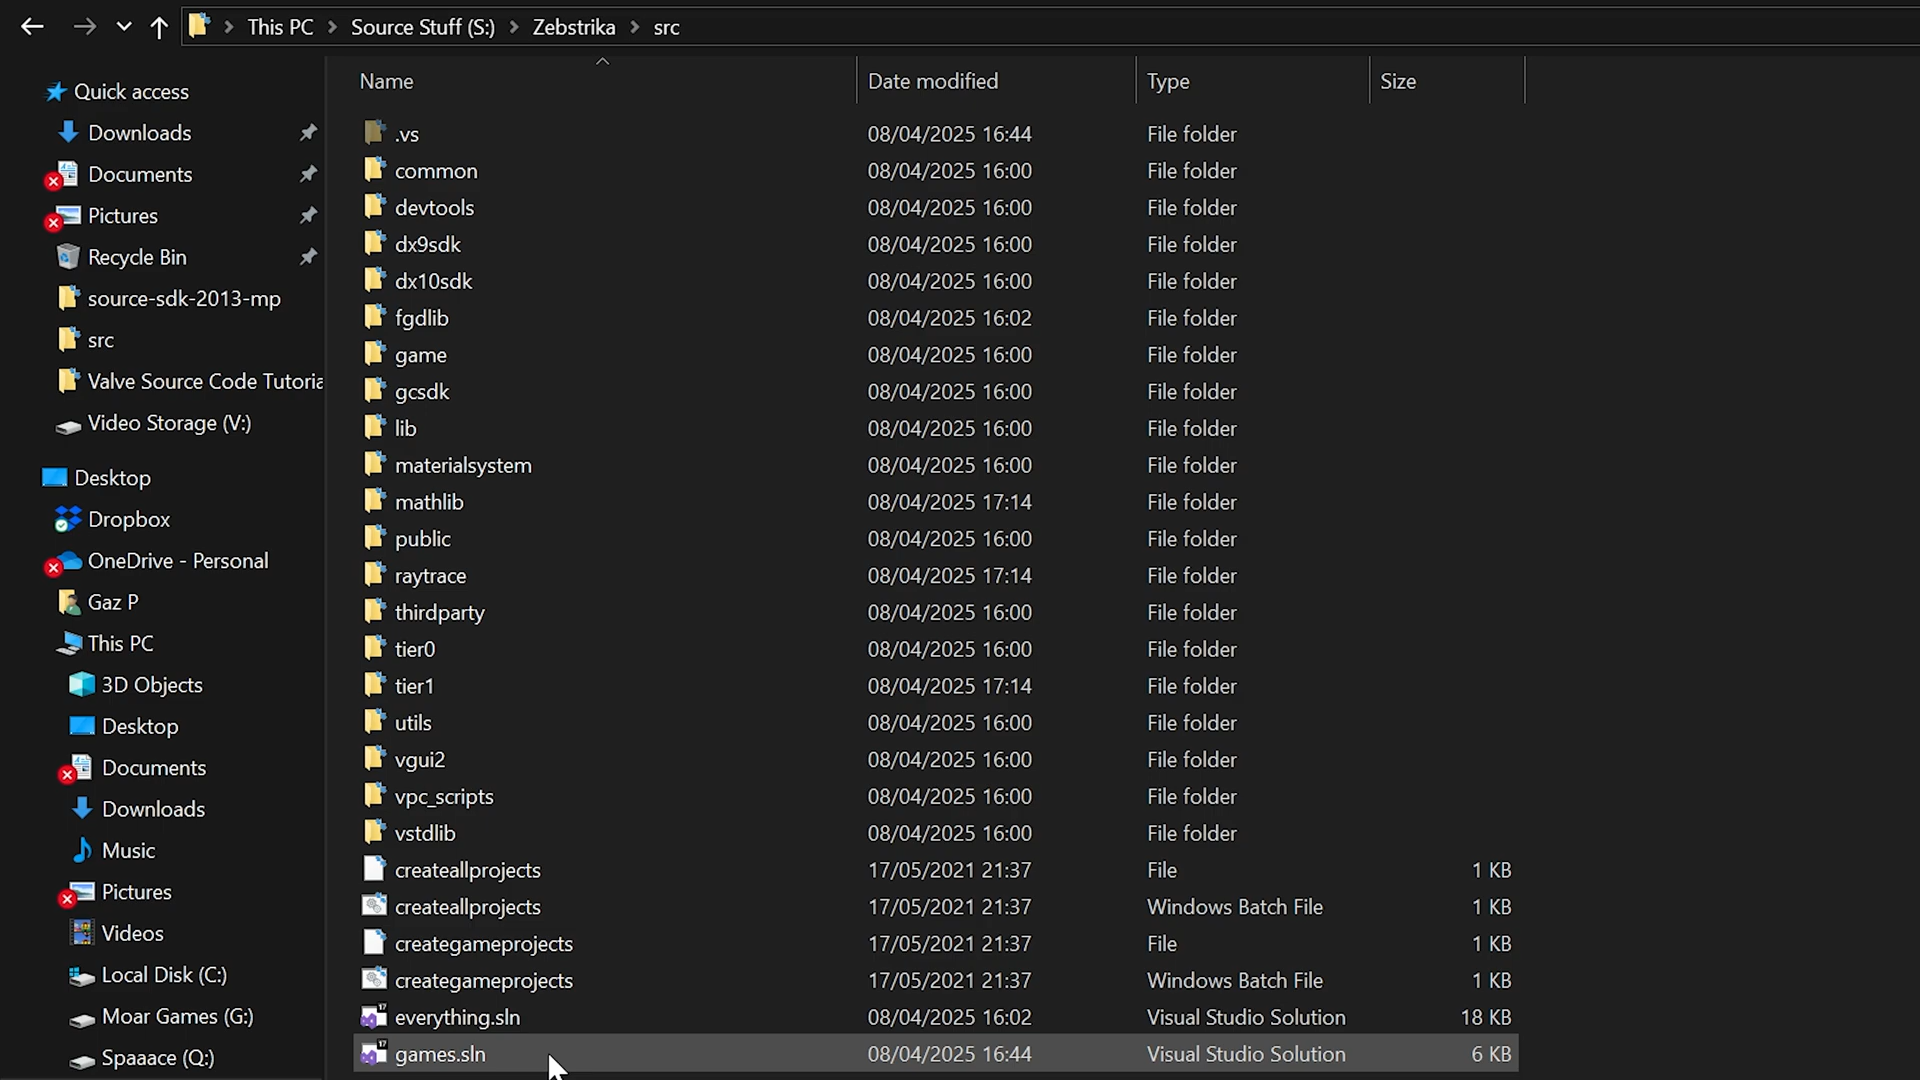 This PC > Source Stuff (S:) > Zebstrika > src
Name Date modified Type Size
Quick access
Downloads
Documents
Pictures
Recycle Bin
source-sdk-2013-mp
src
Valve Source Code Tutoria
Video Storage (V:)
Desktop
Dropbox
OneDrive - Personal
Gaz P
This PC
3D Objects
Desktop
Documents
Downloads
Music
Pictures
Videos
Local Disk (C:)
Moar Games (G:)
Spaaace (Q:)
.vs 08/04/2025 16:44 File folder
common 08/04/2025 16:00 File folder
devtools 08/04/2025 16:00 File folder
dx9sdk 08/04/2025 16:00 File folder
dx10sdk 08/04/2025 16:00 File folder
fgdlib 08/04/2025 16:02 File folder
game 08/04/2025 16:00 File folder
gcsdk 08/04/2025 16:00 File folder
lib 08/04/2025 16:00 File folder
materialsystem 08/04/2025 16:00 File folder
mathlib 08/04/2025 17:14 File folder
public 08/04/2025 16:00 File folder
raytrace 08/04/2025 17:14 File folder
thirdparty 08/04/2025 16:00 File folder
tier0 08/04/2025 16:00 File folder
tier1 08/04/2025 17:14 File folder
utils 08/04/2025 16:00 File folder
vgui2 08/04/2025 16:00 File folder
vpc_scripts 08/04/2025 16:00 File folder
vstdlib 08/04/2025 16:00 File folder
createallprojects 17/05/2021 21:37 File 1 KB
createallprojects 17/05/2021 21:37 Windows Batch File 1 KB
creategameprojects 17/05/2021 21:37 File 1 KB
creategameprojects 17/05/2021 21:37 Windows Batch File 1 KB
everything.sln 08/04/2025 16:02 Visual Studio Solution 18 KB
games.sln 08/04/2025 16:44 Visual Studio Solution 6 KB